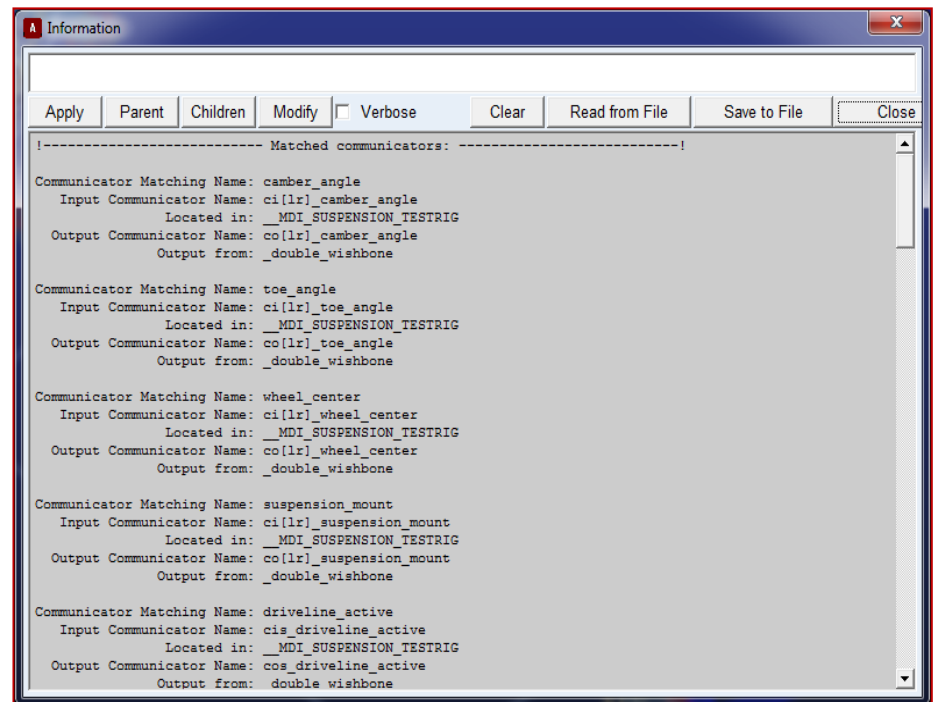 Information
Apply Parent Children Modify Verbose Clear Read from File Save to File Close
!--------------------------- Matched communicators: ---------------------------!
Communicator Matching Name: camber_angle
Input Communicator Name: ci[lr]_camber_angle
Located in: __MDI_SUSPENSION_TESTRIG
Output Communicator Name: co[lr]_camber_angle
Output from: _double_wishbone
Communicator Matching Name: toe_angle
Input Communicator Name: ci[lr]_toe_angle
Located in: __MDI_SUSPENSION_TESTRIG
Output Communicator Name: co[lr]_toe_angle
Output from: _double_wishbone
Communicator Matching Name: wheel_center
Input Communicator Name: ci[lr]_wheel_center
Located in: __MDI_SUSPENSION_TESTRIG
Output Communicator Name: co[lr]_wheel_center
Output from: _double_wishbone
Communicator Matching Name: suspension_mount
Input Communicator Name: ci[lr]_suspension_mount
Located in: __MDI_SUSPENSION_TESTRIG
Output Communicator Name: co[lr]_suspension_mount
Output from: _double_wishbone
Communicator Matching Name: driveline_active
Input Communicator Name: cis_driveline_active
Located in: __MDI_SUSPENSION_TESTRIG
Output Communicator Name: cos_driveline_active
Output from: _double_wishbone